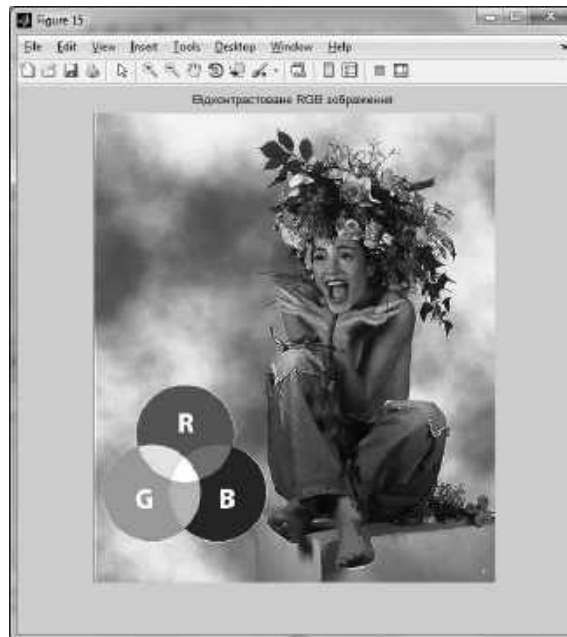 Figure 15
File Edit View Insert Tools Desktop Window Help
Відконтрастоване RGB зображення
R
G B